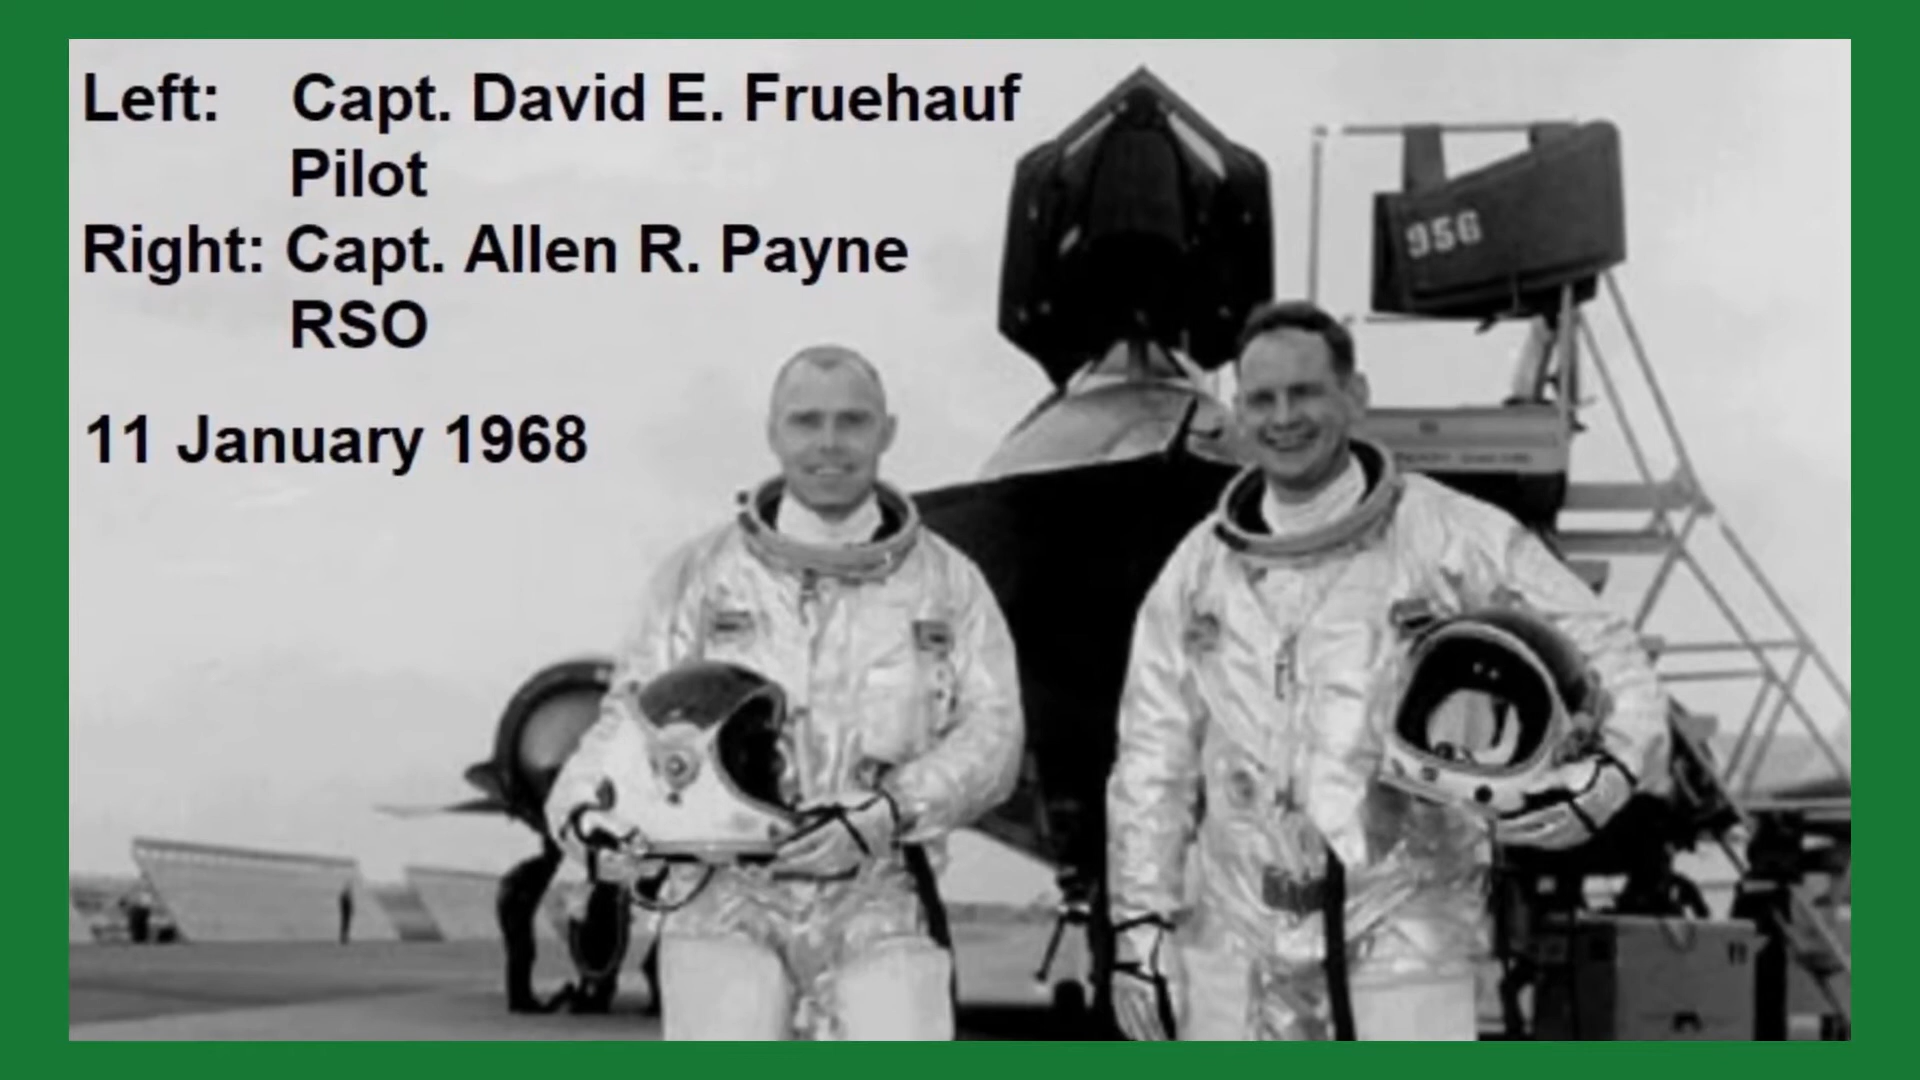 Left: Capt. David E. Fruehauf
Pilot
Right: Capt. Allen R. Payne
RSO
11 January 1968
956